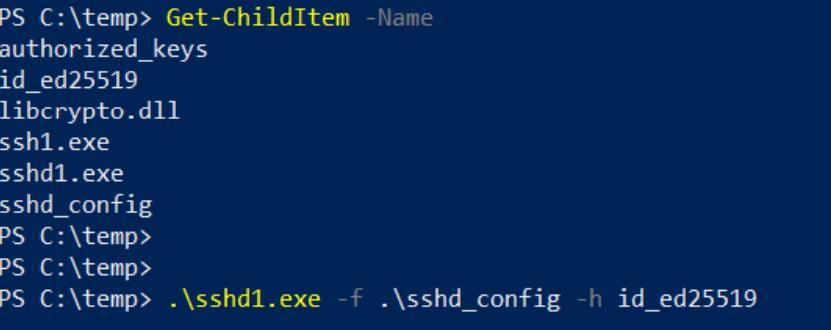 PS C:\temp> Get-ChildItem -Name
authorized_keys
id_ed25519
libcrypto.dll
ssh1.exe
sshd1.exe
sshd_config
PS C:\temp>
PS C:\temp>
PS C:\temp> .\sshd1.exe -f .\sshd_config -h id_ed25519